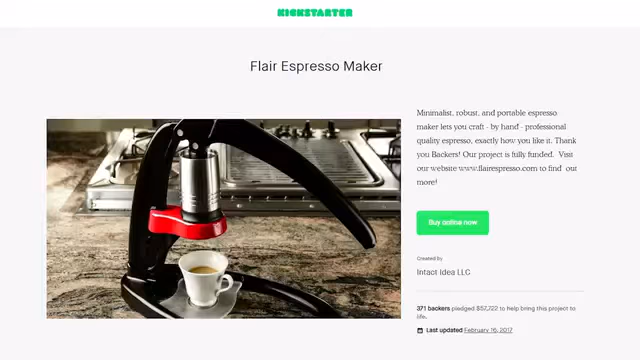 KICKSTARTER
Flair Espresso Maker
Minimalist, robust, and portable espresso
maker lets you craft - by hand - professional
quality espresso, exactly how you like it. Thank
you Backers! Our project is fully funded. Visit
our website www.flairespresso.com to find out
more!
Buy online now
Created by
Intact Idea LLC
371 backers pledged $57,722 to help bring this project to
life.
Last updated February 16, 2017